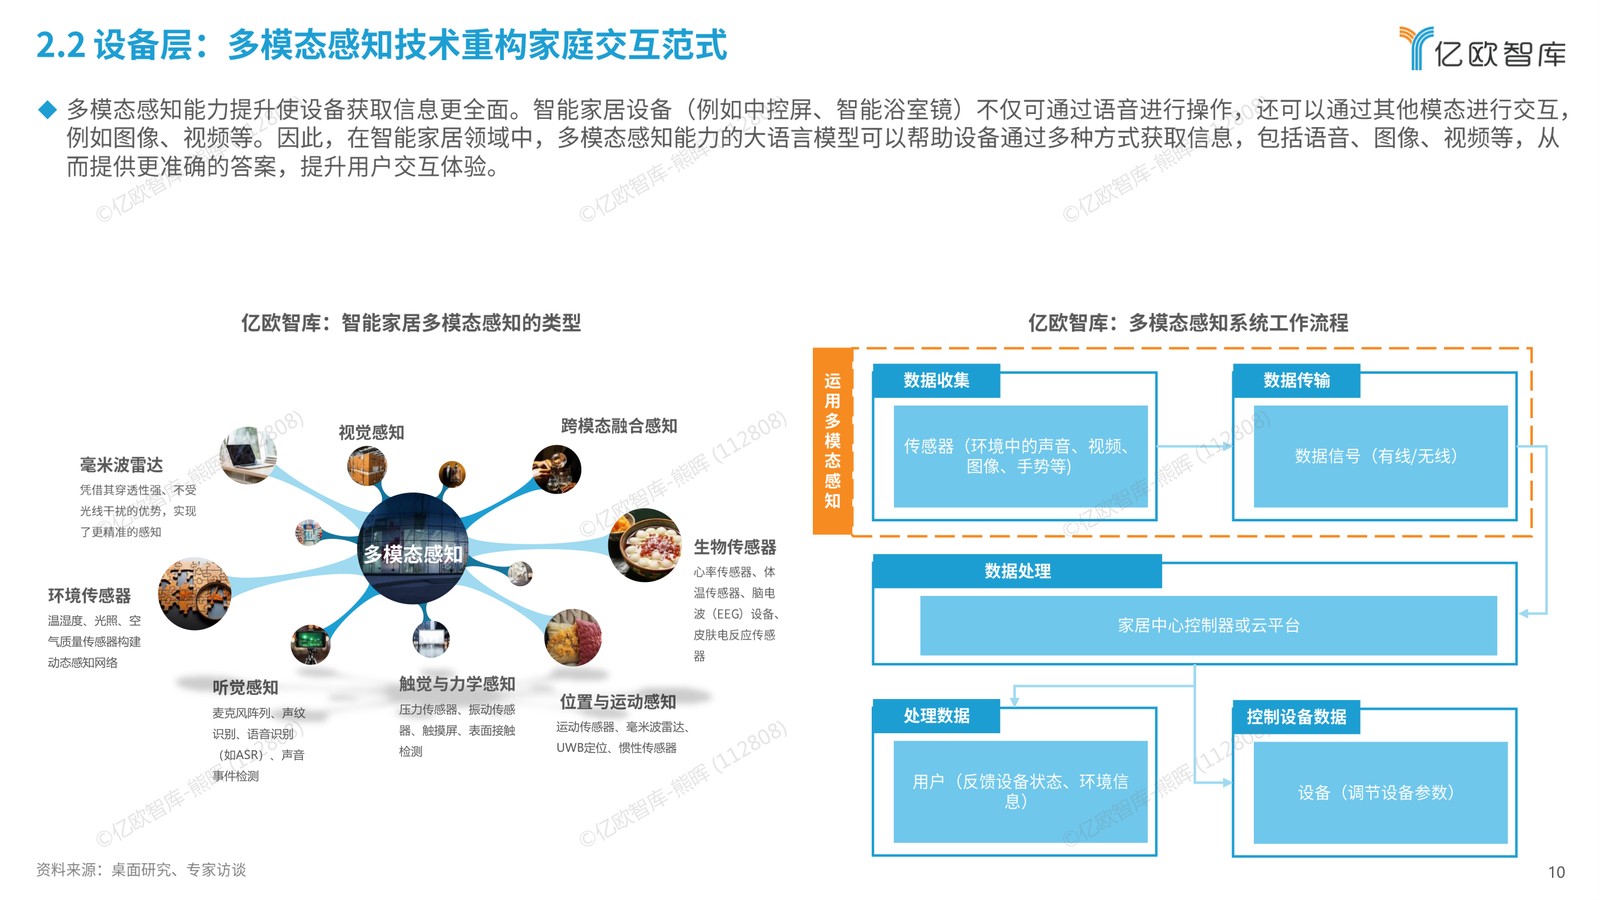 2.2 设备层：多模态感知技术重构家庭交互范式
亿欧智库
多模态感知能力提升使设备获取信息更全面。智能家居设备（例如中控屏、智能浴室镜）不仅可通过语音进行操作，还可以通过其他模态进行交互，
例如图像、视频等。因此，在智能家居领域中，多模态感知能力的大语言模型可以帮助设备通过多种方式获取信息，包括语音、图像、视频等，从
而提供更准确的答案，提升用户交互体验。
亿欧智库：智能家居多模态感知的类型
视觉感知
跨模态融合感知
毫米波雷达
凭借其穿透性强、不受
光线干扰的优势，实现
了更精准的感知
多模态感知
生物传感器
心率传感器、体
温传感器、脑电
波（EEG）设备、
皮肤电反应传感
器
环境传感器
温湿度、光照、空
气质量传感器构建
动态感知网络
听觉感知
麦克风阵列、声纹
识别、语音识别
（如ASR）、声音
事件检测
触觉与力学感知
压力传感器、振动传感
器、触摸屏、表面接触
检测
位置与运动感知
运动传感器、毫米波雷达、
UWB定位、惯性传感器
亿欧智库：多模态感知系统工作流程
运用多模态感知
数据收集
传感器（环境中的声音、视频、
图像、手势等)
数据传输
数据信号（有线/无线）
数据处理
家居中心控制器或云平台
处理数据
用户（反馈设备状态、环境信
息）
控制设备数据
设备（调节设备参数）
资料来源：桌面研究、专家访谈
10
©亿欧智库-熊晖 (112808)
©亿欧智库-熊晖 (112808)
©亿欧智库-熊晖 (112808)
©亿欧智库-熊晖 (112808)
©亿欧智库-熊晖 (112808)
©亿欧智库-熊晖 (112808)
©亿欧智库-熊晖 (112808)
©亿欧智库-熊晖 (112808)
©亿欧智库-熊晖 (112808)